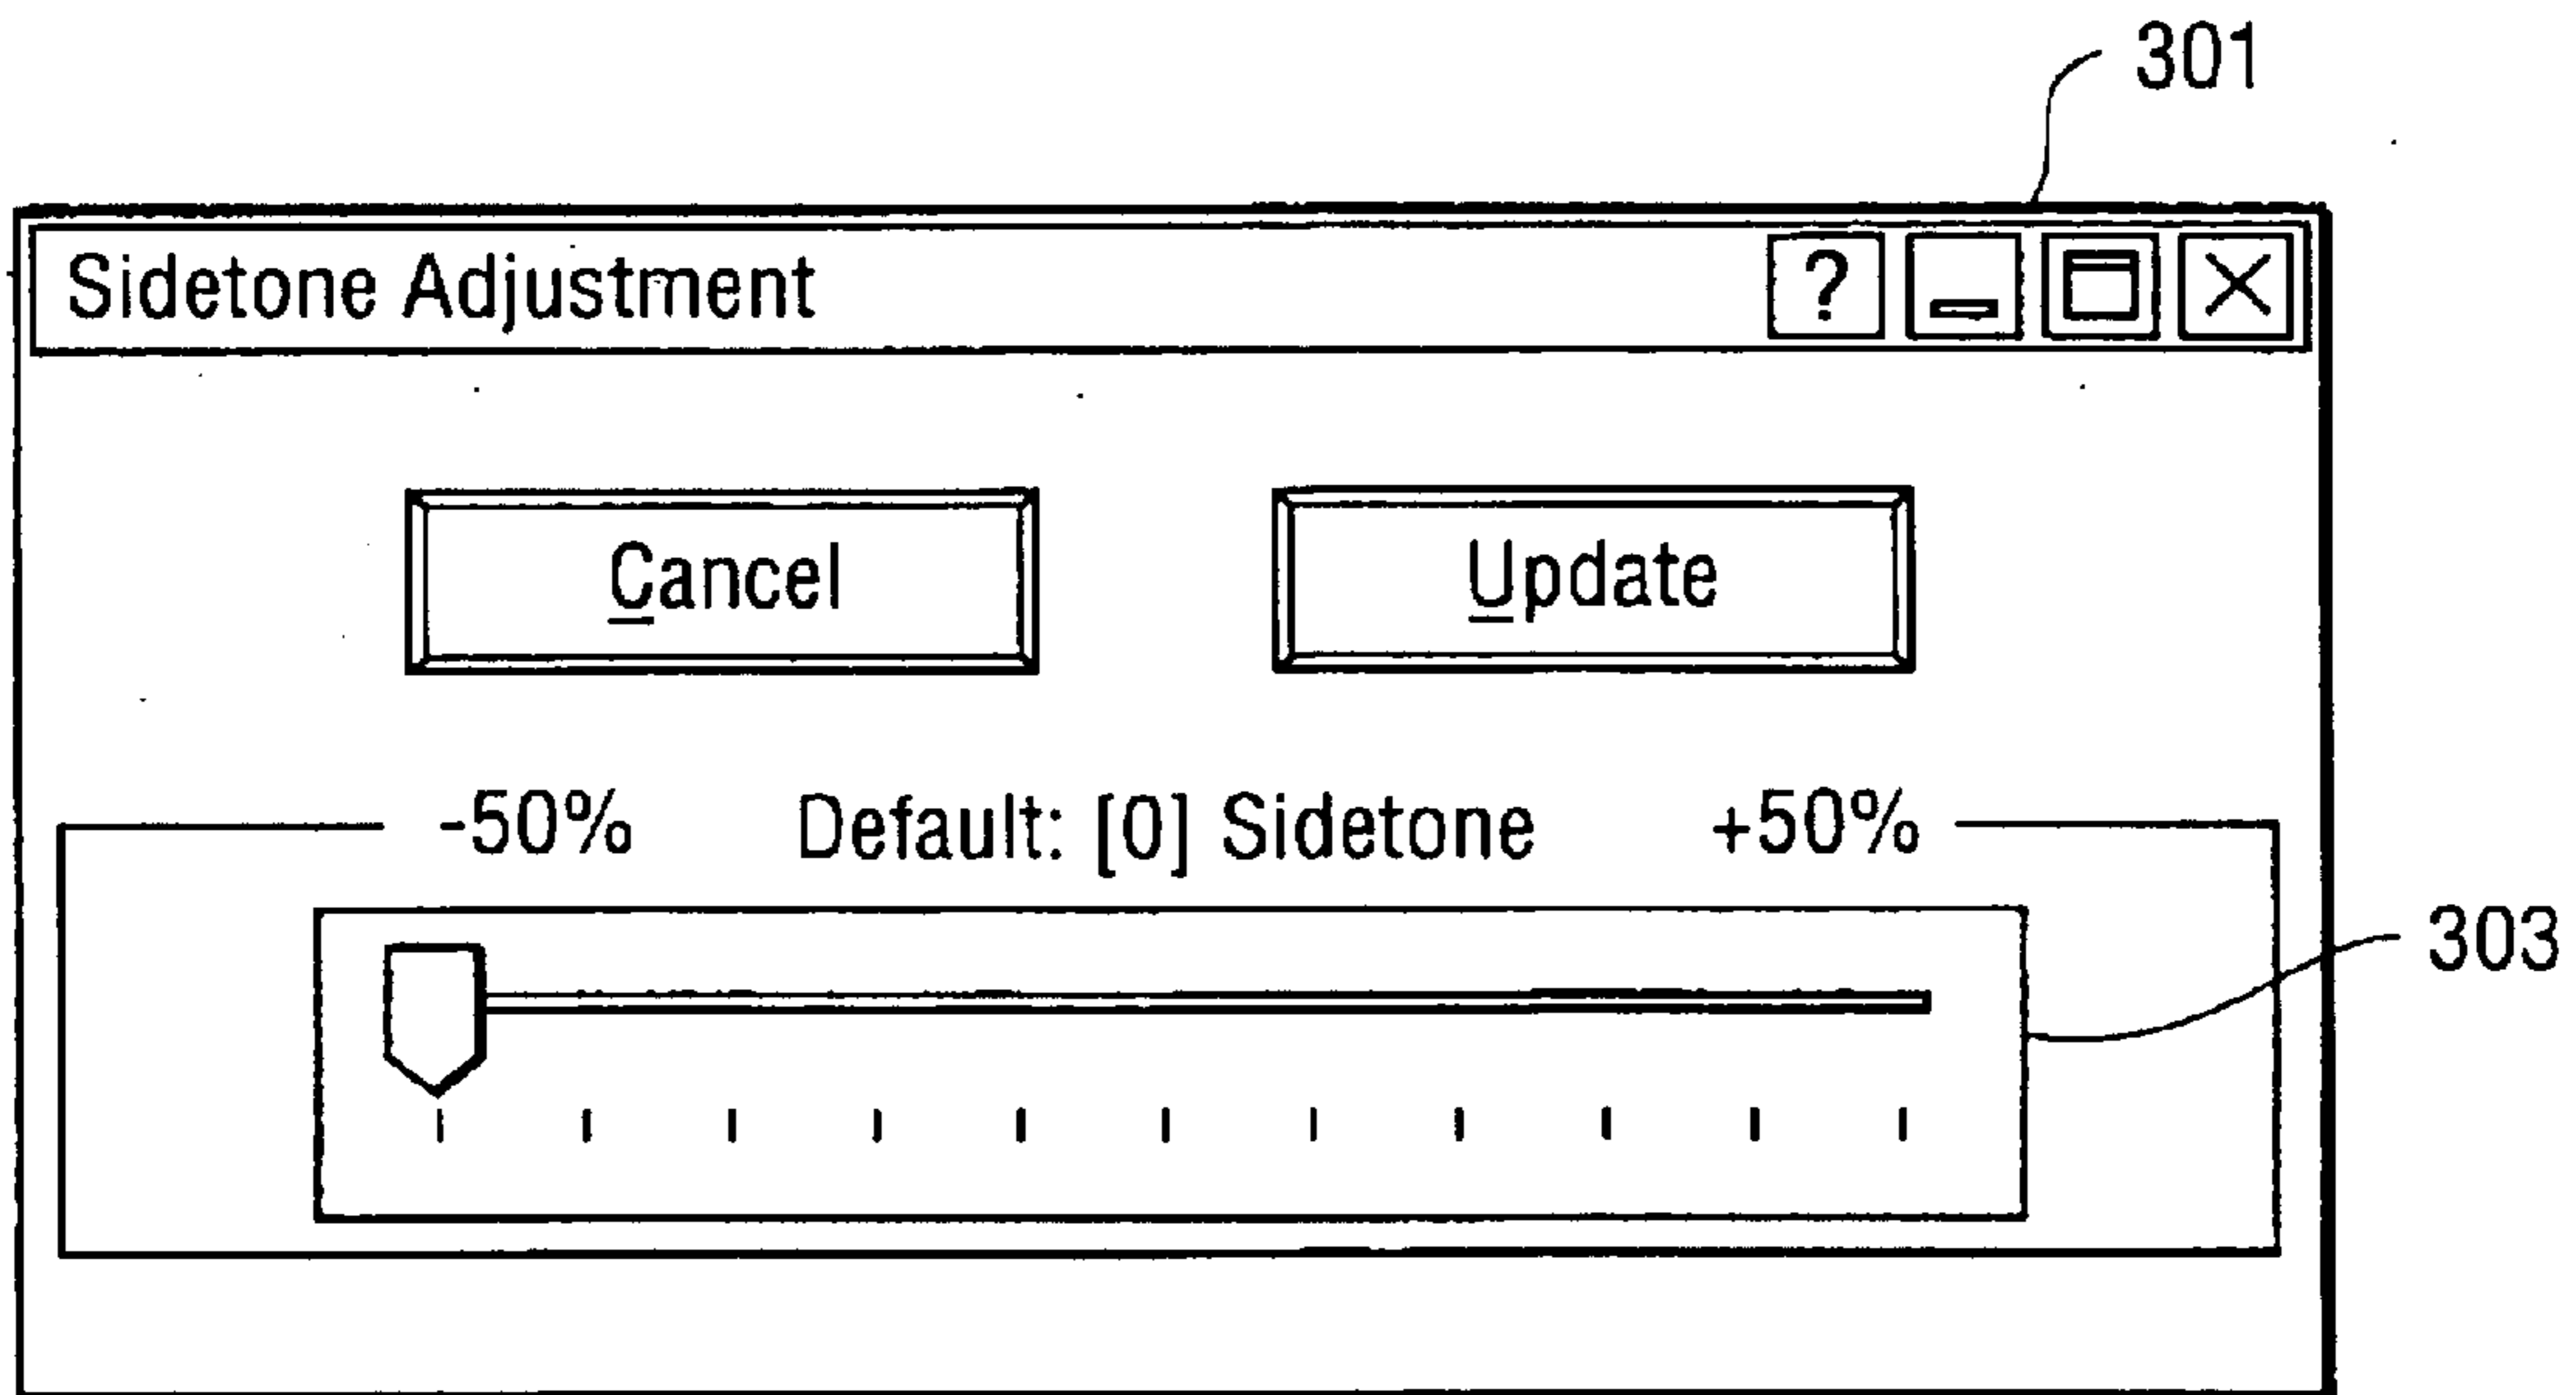 301
Sidetone Adjustment ?
Cancel Update
-50% Default: [0] Sidetone +50%
303